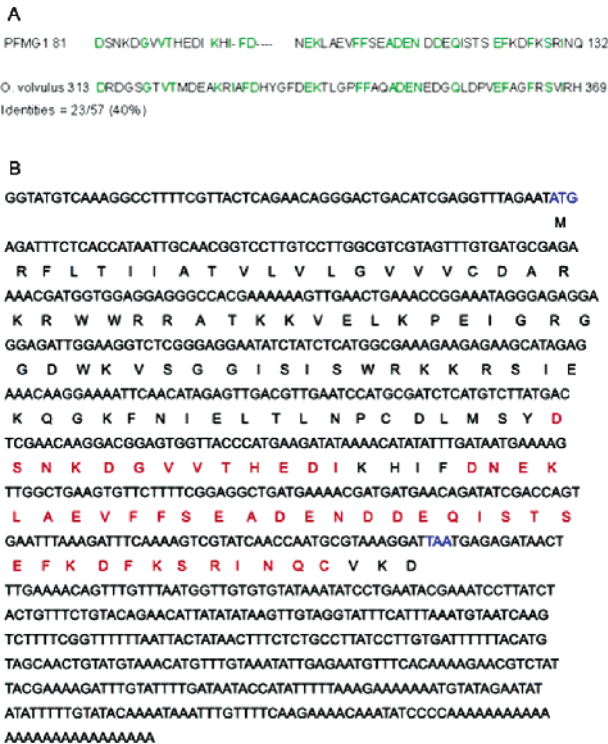 A
PFMG1 81 DSNKDGVVTHEDI KHI- FD---- NEKLAEVFFSEADEN DDEQISTS EFKDFKSRINQ 132
O. volvulus 313 DRDGSGTVTMDEAKRIAFDHYGFDEKTLGPFFAQADENEDGQLDPVEFAGFRSVIRH 369
Identities = 23/57 (40%)
B
GGTATGTCAAAGGCCTTTTCGTTACTCAGAACAGGGACTGACATCGAGGTTTAGAATATG
M
AGATTTCTCACCATAATTGCAACGGTCCTTGTCCTTGGCGTCGTAGTTTGTGATGCGAGA
R F L T I I A T V L V L G V V V C D A R
AAACGATGGTGGAGGAGGGCCACGAAAAAAGTTGAACTGAAACCGGAAATAGGGAGAGGA
K R W W R R A T K K V E L K P E I G R G
GGAGATTGGAAGGTCTCGGGAGGAATATCTATCTCATGGCGAAAGAAGAGAAGCATAGAG
G D W K V S G G I S I S W R K K R S I E
AAACAAGGAAAATTCAACATAGAGTTGACGTTGAATCCATGCGATCTCATGTCTTATGAC
K Q G K F N I E L T L N P C D L M S Y D
TCGAACAAGGACGGAGTGGTTACCCATGAAGATATAAAACATATATTTGATAATGAAAAG
S N K D G V V T H E D I K H I F D N E K
TTGGCTGAAGTGTTCTTTTCGGAGGCTGATGAAAACGATGATGAACAGATATCGACCAGT
L A E V F F S E A D E N D D E Q I S T S
GAATTTAAAGATTTCAAAAGTCGTATCAACCAATGCGTAAAGGATTAATGAGAGATAACT
E F K D F K S R I N Q C V K D
TTGAAAACAGTTTGTTTAATGGTTGTGTATAAATATCCTGAATACGAAATCCTTATCT
ACTGTTTCTGTACAGAACATTATATATAAGTTGTAGGTATTTCATTTAAATGTAATCAAG
TCTTTTCGGTTTTTTAATTACTATAACTTTCTCTGCCTTATCCTTGTGATTTTTTACATG
TAGCAACTGTATGTAAACATGTTTGTAAATATTGAGAATGTTTCACAAAAGAACGTCTAT
TACGAAAAGATTTGTATTTTGATAATACCATATTTTTAAAGAAAAAAATGTATAGAATAT
ATATTTTTGTATACAAAATAAATTTGTTTTCAAGAAAACAAATATCCCCAAAAAAAAAAA
AAAAAAAAAAAAAAAA